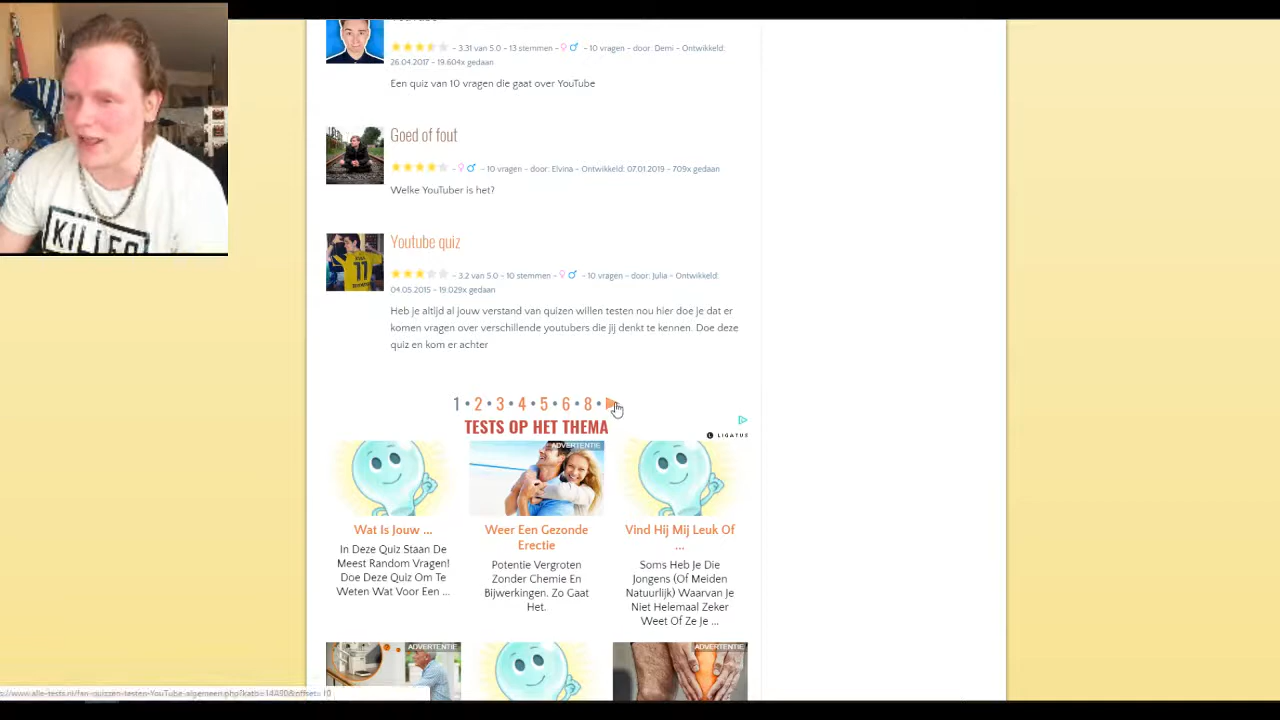 - 3.31 van 5.0 - 13 stemmen - - 10 vragen - door: Demi - Ontwikkeld:
26.04.2017 - 19.604x gedaan
Een quiz van 10 vragen die gaat over YouTube
Goed of fout
- - 10 vragen - door: Elvina - Ontwikkeld: 07.01.2019 - 709x gedaan
Welke YouTuber is het?
Youtube quiz
- 3.2 van 5.0 - 10 stemmen - - 10 vragen - door: Julia - Ontwikkeld:
04.05.2015 - 19.029x gedaan
Heb je altijd al jouw verstand van quizen willen testen nou hier doe je dat er
komen vragen over verschillende youtubers die jij denkt te kennen. Doe deze
quiz en kom er achter
KILLED
11
1 • 2 • 3 • 4 • 5 • 6 • 8 •
TESTS OP HET THEMA
LIGATUS
ADVERTENTIE
Wat Is Jouw ...
In Deze Quiz Staan De
Meest Random Vragen!
Doe Deze Quiz Om Te
Weten Wat Voor Een ...
Weer Een Gezonde
Erectie
Potentie Vergroten
Zonder Chemie En
Bijwerkingen. Zo Gaat
Het.
Vind Hij Mij Leuk Of
...
Soms Heb Je Die
Jongens (Of Meiden
Natuurlijk) Waarvan Je
Niet Helemaal Zeker
Weet Of Ze Je ...
ADVERTENTIE
ADVERTENTIE